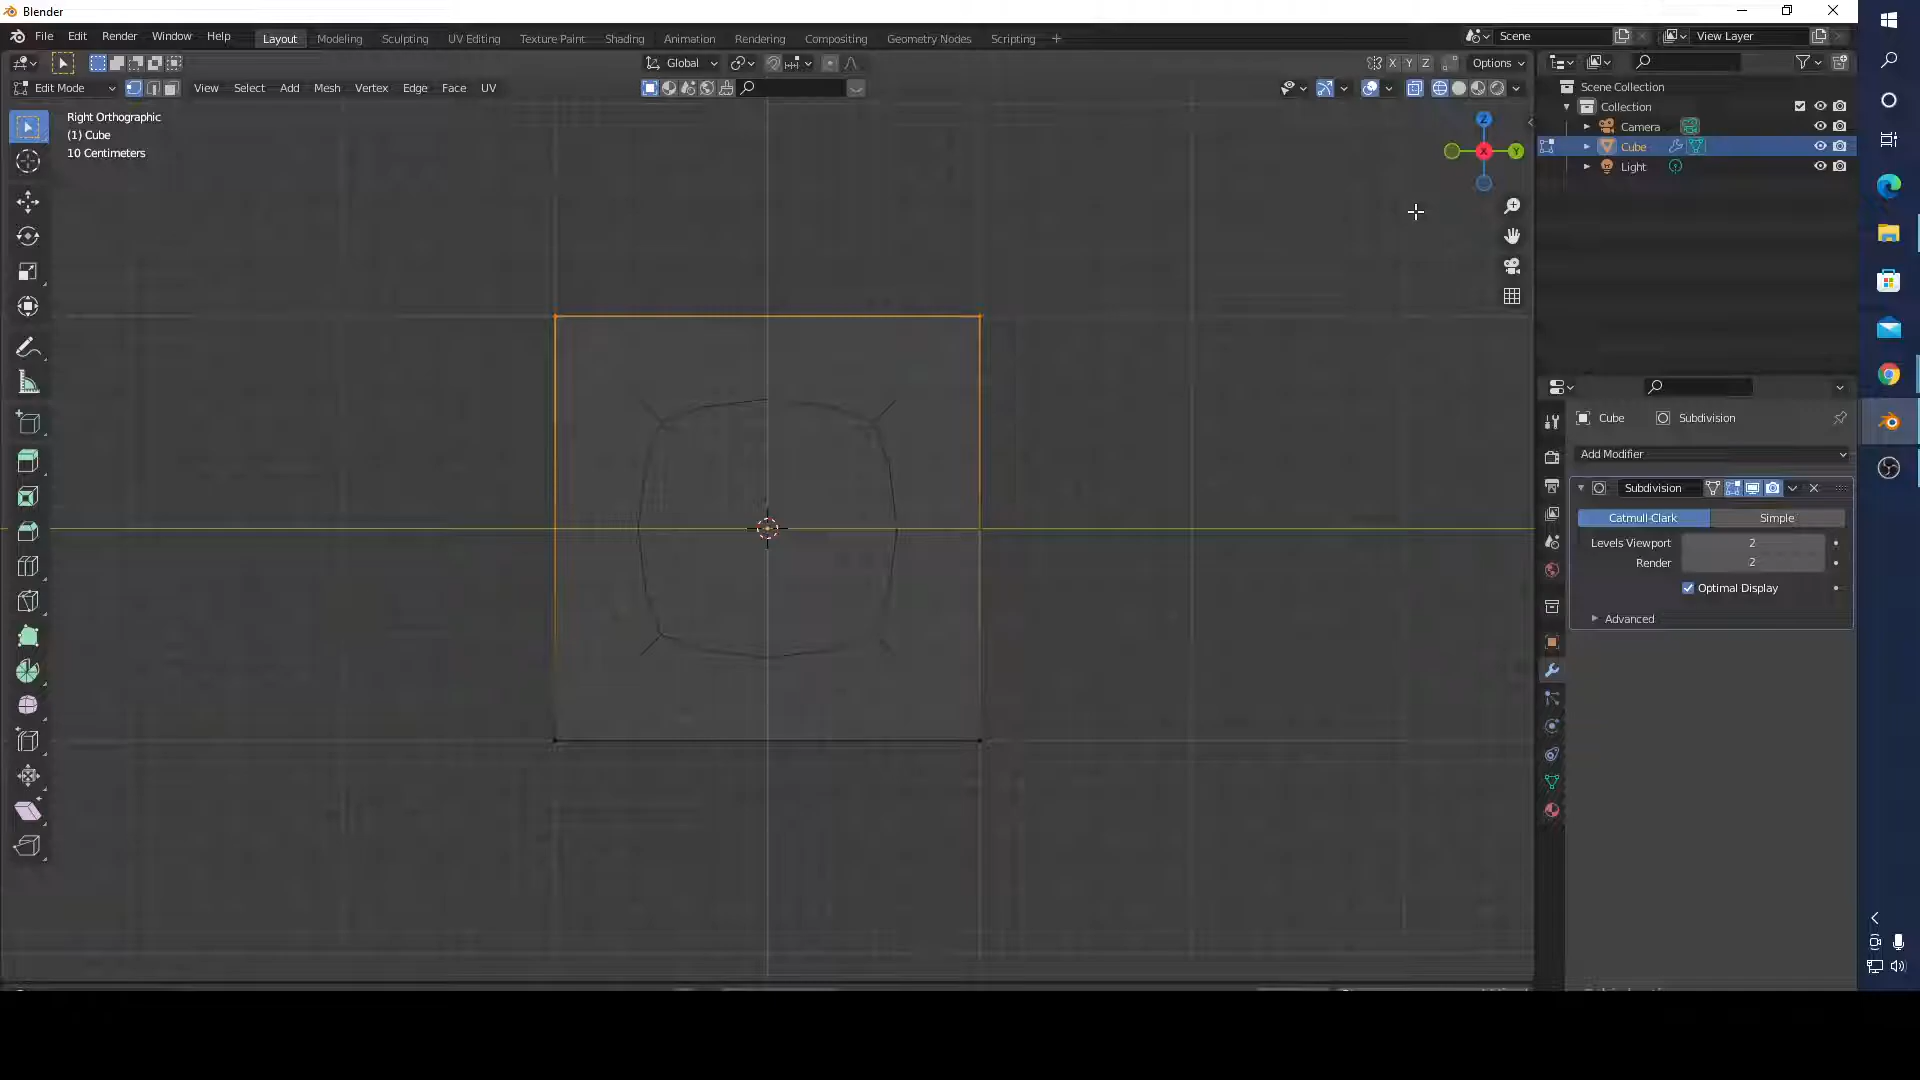 Blender
File Edit Render Window Help
Layout Modeling Sculpting UV Editing Texture Paint Shading Animation Rendering Compositing Geometry Nodes Scripting +
Scene
View Layer
Global
X Y Z
Options
Edit Mode
View Select Add Mesh Vertex Edge Face UV
Right Orthographic
(1) Cube
10 Centimeters
Z
X
Y
Scene Collection
Collection
Camera
Cube
Light
Cube
Subdivision
Add Modifier
Subdivision
Catmull-Clark
Simple
Levels Viewport 2
Render 2
Optimal Display
Advanced